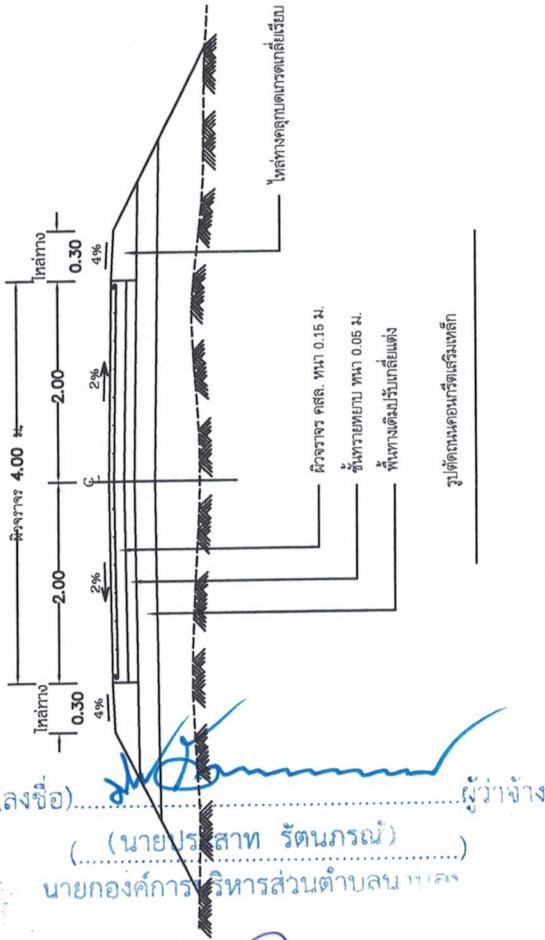 ผิวจราจร 4.00 ม.
ไหล่ทาง
2.00
2.00
ไหล่ทาง
0.30
0.30
4%
2%
2%
4%
ไหล่ทางคลุกบดเกรดเกลี่ยเรียบ
ผิวจราจร คสล. หนา 0.15 ม.
ชั้นทรายหยาบ หนา 0.05 ม.
พื้นทางเดิมปรับเกลี่ยแต่ง
รูปตัดถนนคอนกรีตเสริมเหล็ก
(ลงชื่อ)....................ผู้ว่าจ้าง
(นายประสาท รัตนภรณ์)
นายกองค์การบริหารส่วนตำบล